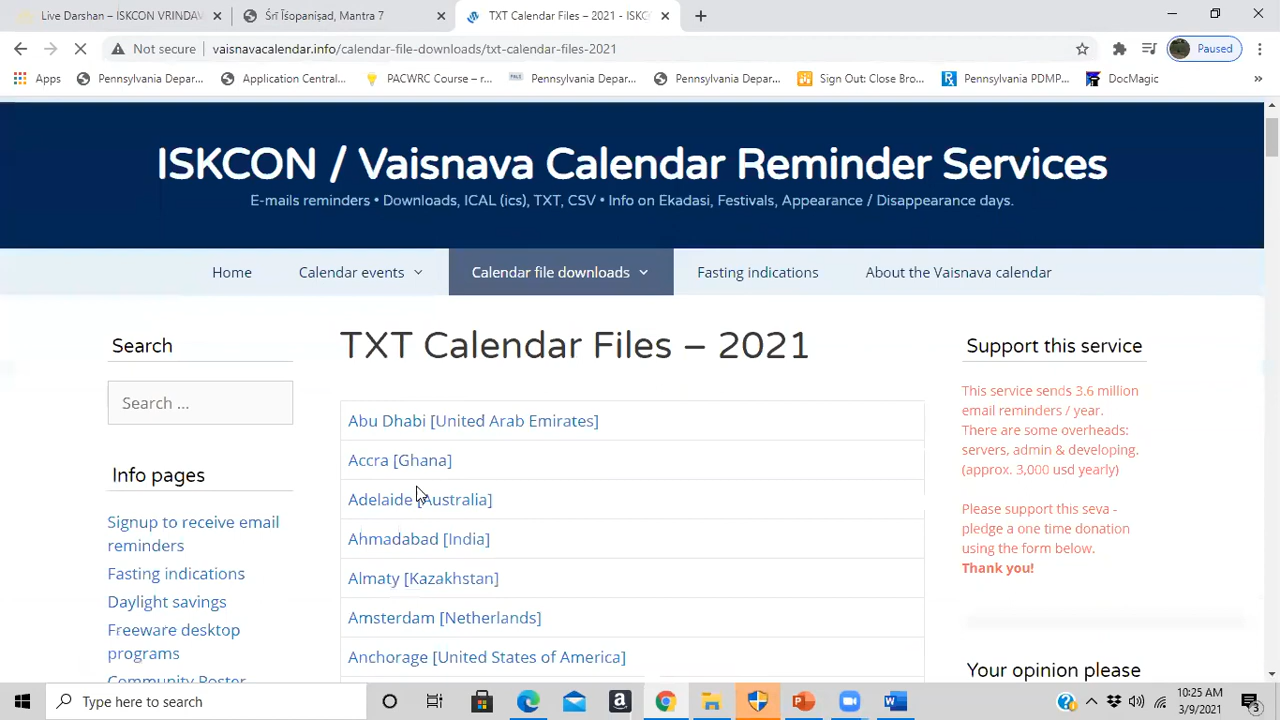 Live Darshan – ISKCON VRINDAV
Śrī Īśopaniṣad, Mantra 7
TXT Calendar Files – 2021 - ISKC
Not secure
vaisnavacalendar.info/calendar-file-downloads/txt-calendar-files-2021
Paused
Apps
Pennsylvania Depar...
Application Central...
PACWRC Course – r...
PALS
Pennsylvania Depar...
Pennsylvania Depar...
Sign Out: Close Bro...
Pennsylvania PDMP...
DocMagic
»
ISKCON / Vaisnava Calendar Reminder Services
E-mails reminders • Downloads, ICAL (ics), TXT, CSV • Info on Ekadasi, Festivals, Appearance / Disappearance days.
Home
Calendar events
Calendar file downloads
Fasting indications
About the Vaisnava calendar
Search
Search ...
Info pages
Signup to receive email
reminders
Fasting indications
Daylight savings
Freeware desktop
programs
Community Poster
TXT Calendar Files – 2021
Abu Dhabi [United Arab Emirates]
Accra [Ghana]
Adelaide [Australia]
Ahmadabad [India]
Almaty [Kazakhstan]
Amsterdam [Netherlands]
Anchorage [United States of America]
Support this service
This service sends 3.6 million
email reminders / year.
There are some overheads:
servers, admin & developing.
(approx. 3,000 usd yearly)
Please support this seva -
pledge a one time donation
using the form below.
Thank you!
Your opinion please
Type here to search
10:25 AM
3/9/2021
3